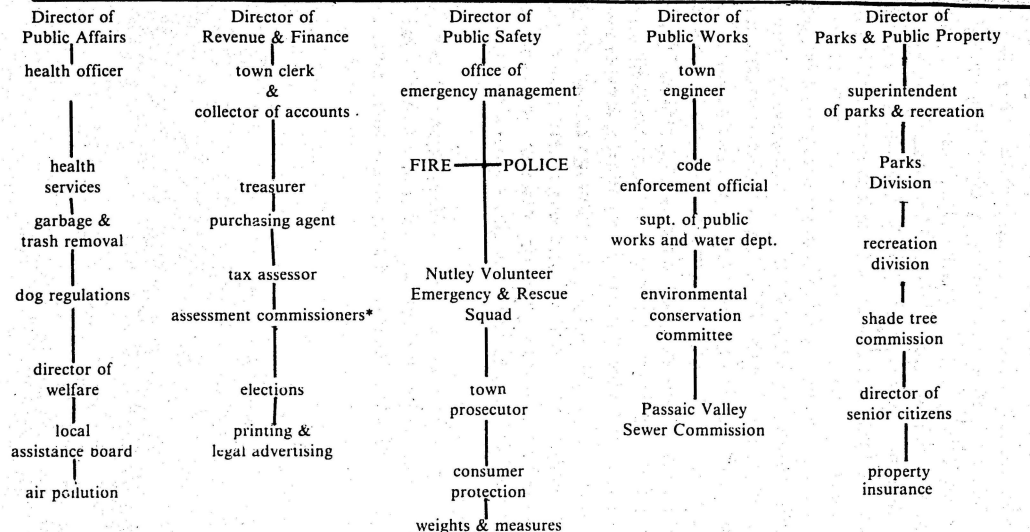 Director of
Public Affairs
health officer
health
services
garbage &
trash removal
dog regulations
director of
welfare
local
assistance board
air pollution
Director of
Revenue & Finance
town clerk
&
collector of accounts
treasurer
purchasing agent
tax assessor
assessment commissioners*
elections
printing &
legal advertising
Director of
Public Safety
office of
emergency management
FIRE POLICE
Nutley Volunteer
Emergency & Rescue
Squad
town
prosecutor
consumer
protection
weights & measures
Director of
Public Works
town
engineer
code
enforcement official
supt. of public
works and water dept.
environmental
conservation
committee
Passaic Valley
Sewer Commission
Director of
Parks & Public Property
superintendent
of parks & recreation
Parks
Division
recreation
division
shade tree
commission
director of
senior citizens
property
insurance